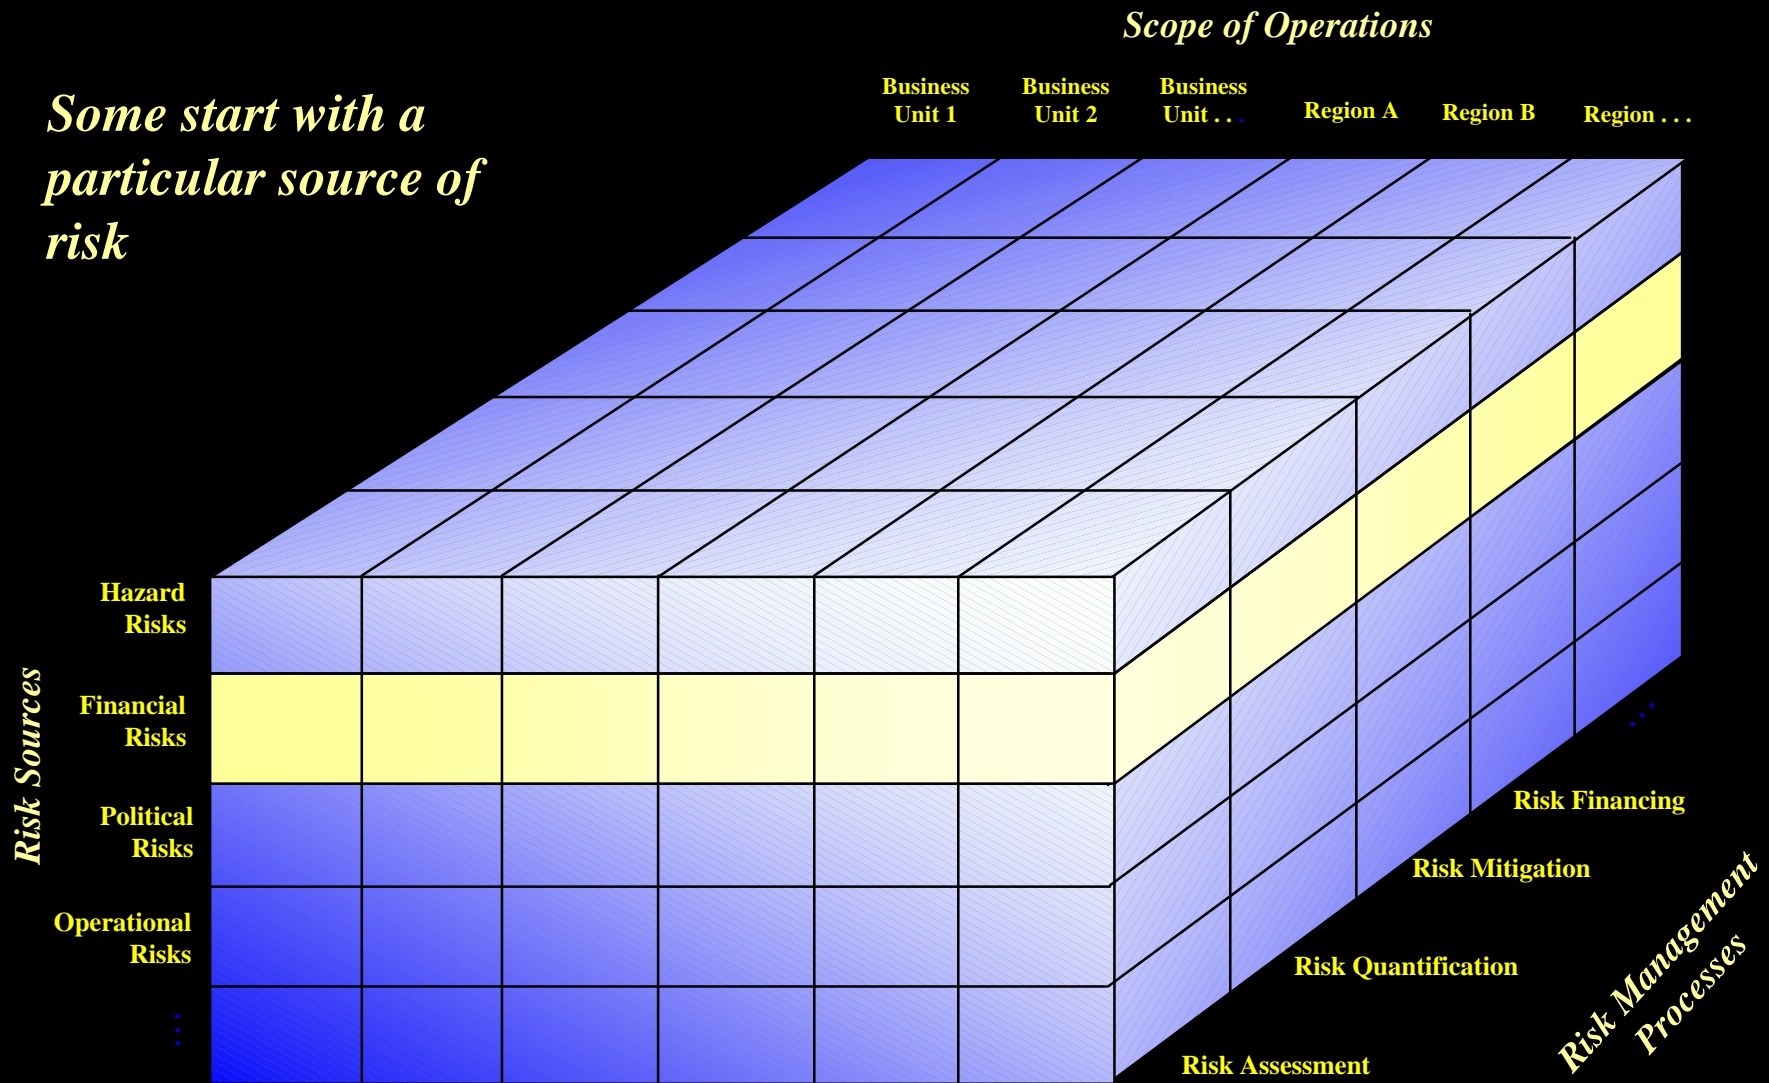 Scope of Operations
Some start with a
particular source of
risk
Business
Unit 1
Business
Unit 2
Business
Unit . . .
Region A
Region B
Region . . .
Risk Sources
Hazard
Risks
Financial
Risks
Political
Risks
Operational
Risks
. . .
. . .
Risk Financing
Risk Mitigation
Risk Quantification
Risk Assessment
Risk Management
Processes